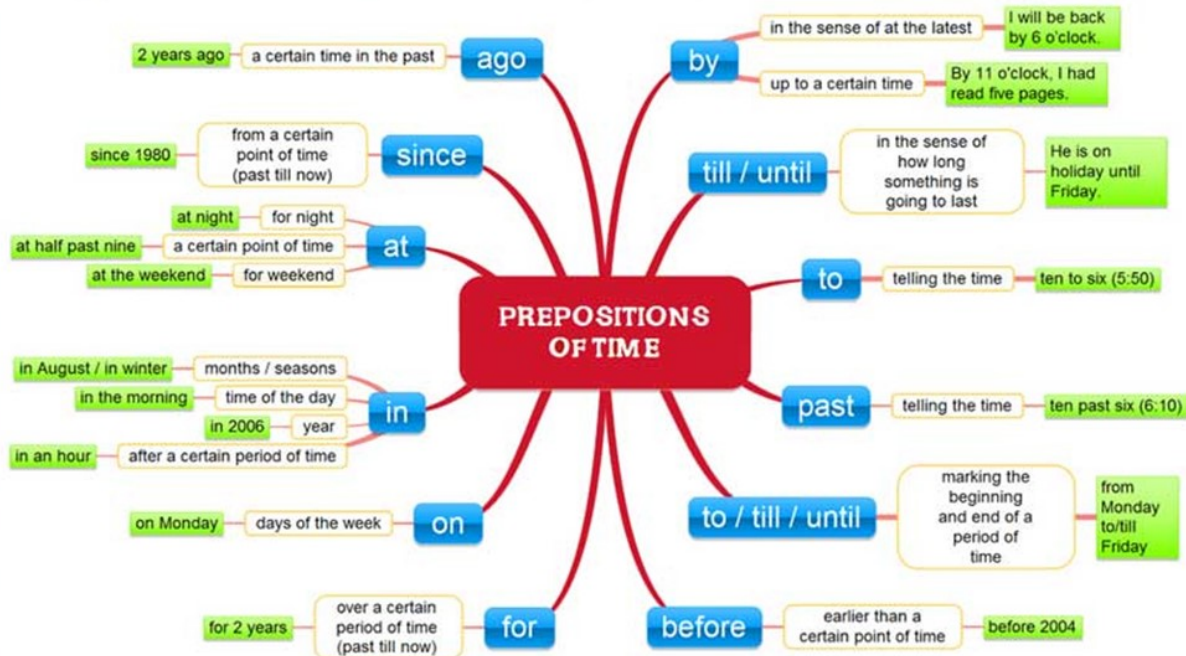 PREPOSITIONS
OF TIME
ago
a certain time in the past
2 years ago
since
from a certain
point of time
(past till now)
since 1980
at
for night
at night
a certain point of time
at half past nine
for weekend
at the weekend
in
months / seasons
in August / in winter
time of the day
in the morning
year
in 2006
after a certain period of time
in an hour
on
days of the week
on Monday
for
over a certain
period of time
(past till now)
for 2 years
by
in the sense of at the latest
I will be back
by 6 o'clock.
up to a certain time
By 11 o'clock, I had
read five pages.
till / until
in the sense of
how long
something is
going to last
He is on
holiday until
Friday.
to
telling the time
ten to six (5:50)
past
telling the time
ten past six (6:10)
to / till / until
marking the
beginning
and end of a
period of
time
from
Monday
to/till
Friday
before
earlier than a
certain point of time
before 2004